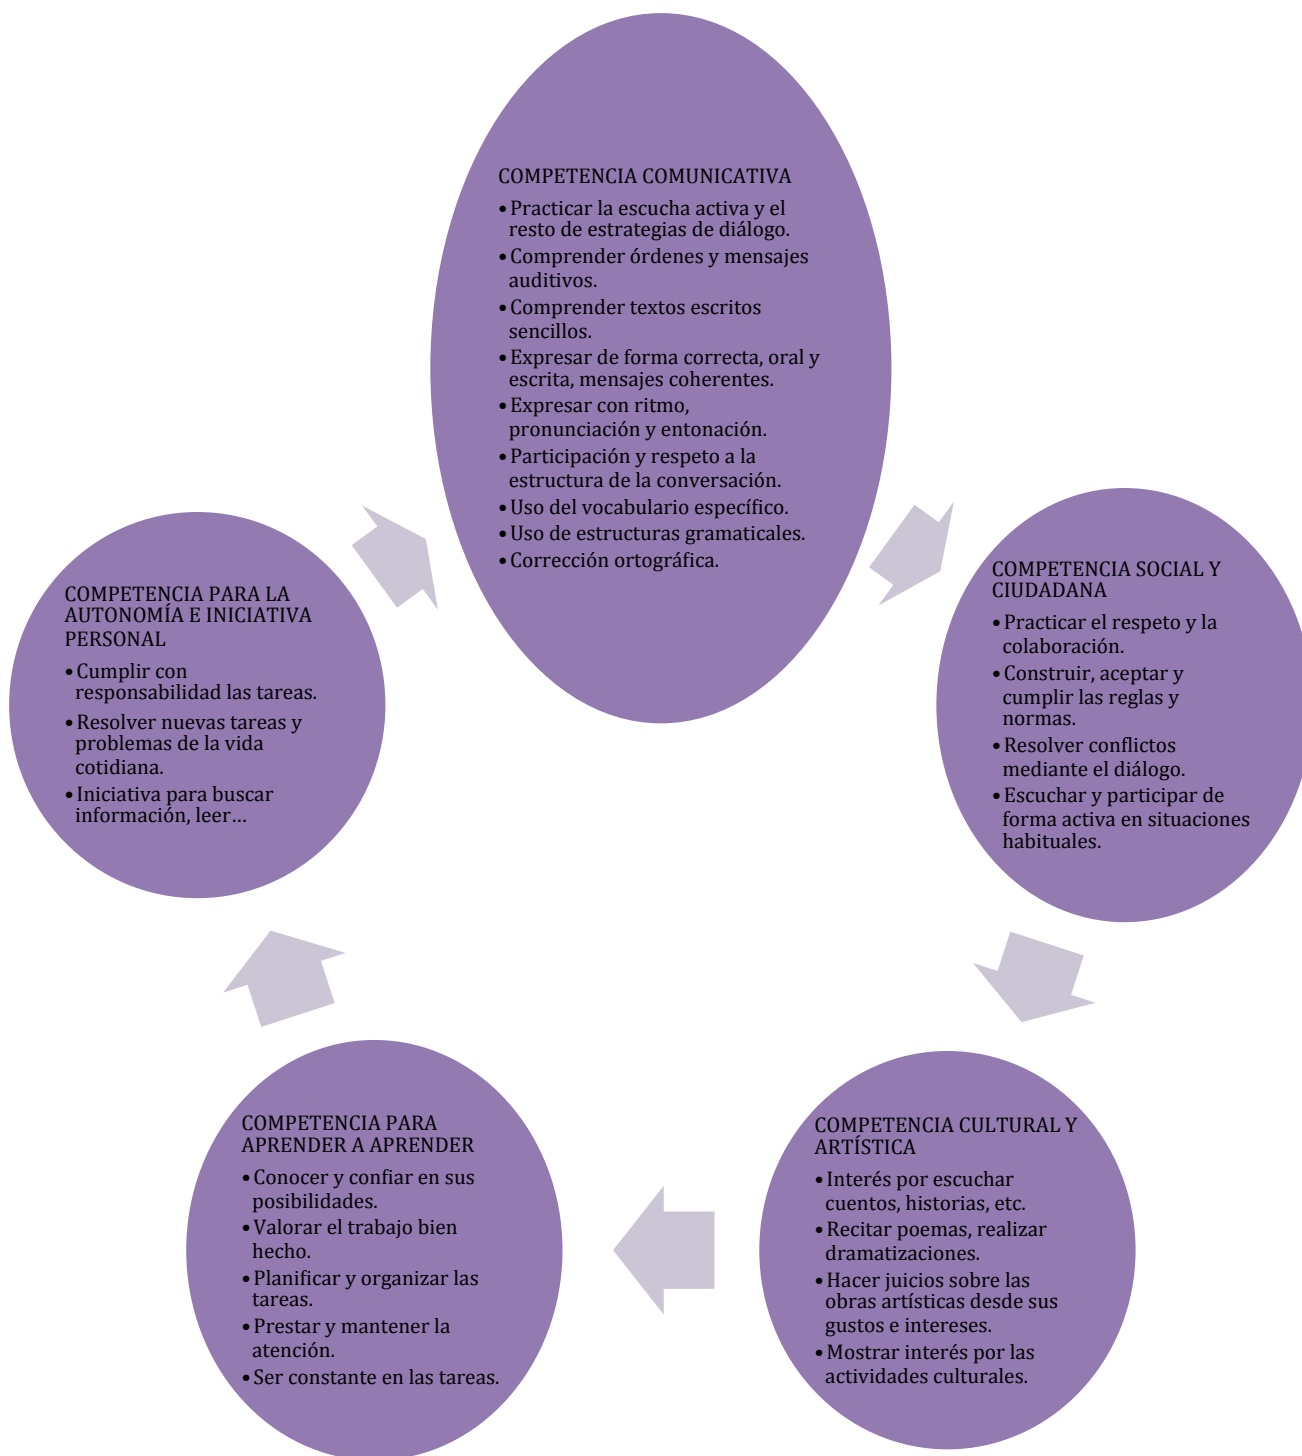 COMPETENCIA COMUNICATIVA
• Practicar la escucha activa y el
resto de estrategias de diálogo.
• Comprender órdenes y mensajes
auditivos.
• Comprender textos escritos
sencillos.
• Expresar de forma correcta, oral y
escrita, mensajes coherentes.
• Expresar con ritmo,
pronunciación y entonación.
• Participación y respeto a la
estructura de la conversación.
• Uso del vocabulario específico.
• Uso de estructuras gramaticales.
• Corrección ortográfica.
COMPETENCIA SOCIAL Y
CIUDADANA
• Practicar el respeto y la
colaboración.
• Construir, aceptar y
cumplir las reglas y
normas.
• Resolver conflictos
mediante el diálogo.
• Escuchar y participar de
forma activa en situaciones
habituales.
COMPETENCIA CULTURAL Y
ARTÍSTICA
• Interés por escuchar
cuentos, historias, etc.
• Recitar poemas, realizar
dramatizaciones.
• Hacer juicios sobre las
obras artísticas desde sus
gustos e intereses.
• Mostrar interés por las
actividades culturales.
COMPETENCIA PARA
APRENDER A APRENDER
• Conocer y confiar en sus
posibilidades.
• Valorar el trabajo bien
hecho.
• Planificar y organizar las
tareas.
• Prestar y mantener la
atención.
• Ser constante en las tareas.
COMPETENCIA PARA LA
AUTONOMÍA E INICIATIVA
PERSONAL
• Cumplir con
responsabilidad las tareas.
• Resolver nuevas tareas y
problemas de la vida
cotidiana.
• Iniciativa para buscar
información, leer…